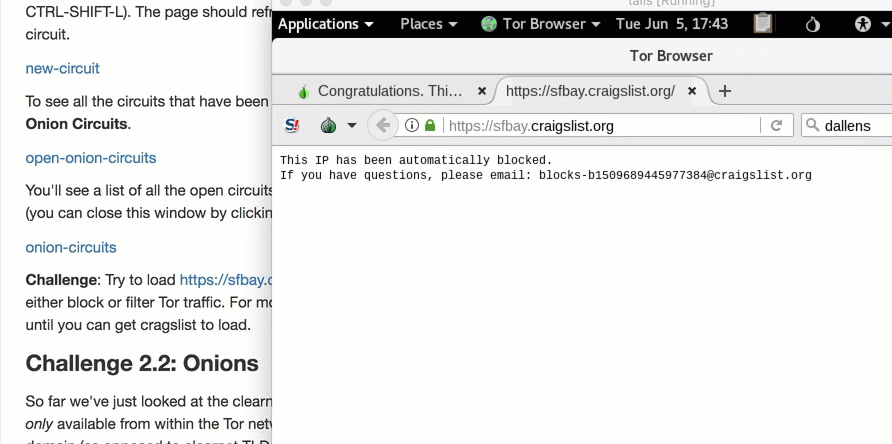 CTRL-SHIFT-L). The page should refr
circuit.
new-circuit
To see all the circuits that have been
Onion Circuits.
open-onion-circuits
You'll see a list of all the open circuits
(you can close this window by clickin
onion-circuits
Challenge: Try to load https://sfbay.c
either block or filter Tor traffic. For mo
until you can get cragslist to load.
Challenge 2.2: Onions
So far we've just looked at the clearn
only available from within the Tor netw
tails [Running]
Applications Places Tor Browser Tue Jun 5, 17:43
Tor Browser
Congratulations. Thi... https://sfbay.craigslist.org/
https://sfbay.craigslist.org dallens
This IP has been automatically blocked.
If you have questions, please email: blocks-b1509689445977384@craigslist.org